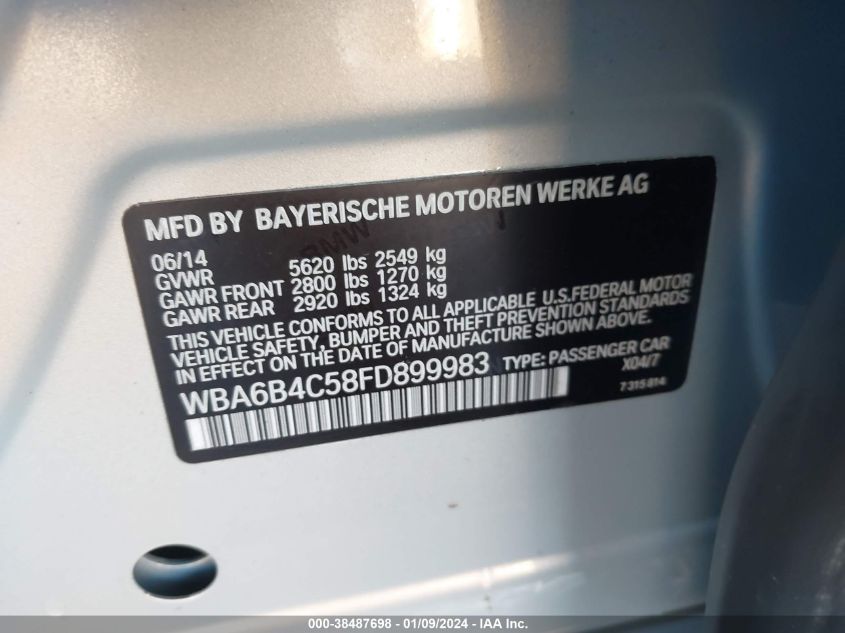 MFD BY BAYERISCHE MOTOREN WERKE AG
06/14
GVWR 5620 lbs 2549 kg
GAWR FRONT 2800 lbs 1270 kg
GAWR REAR 2920 lbs 1324 kg
THIS VEHICLE CONFORMS TO ALL APPLICABLE U.S.FEDERAL MOTOR
VEHICLE SAFETY, BUMPER AND THEFT PREVENTION STANDARDS
IN EFFECT ON THE DATE OF MANUFACTURE SHOWN ABOVE.
WBA6B4C58FD899983 TYPE: PASSENGER CAR
X04/7
7 315 814
000-38487698 - 01/09/2024 - IAA Inc.